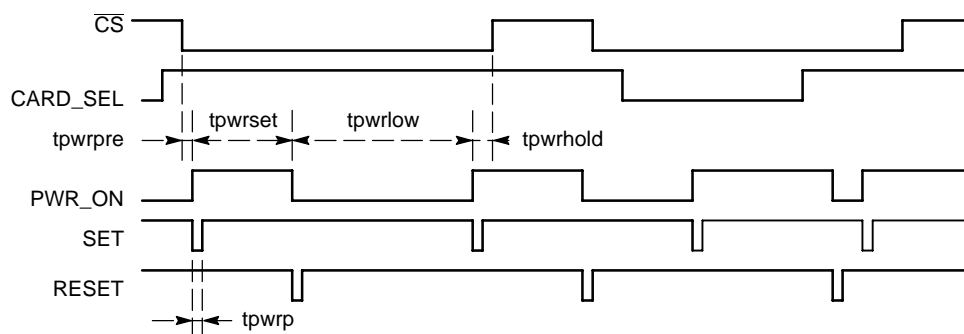 CS
CARD_SEL
tpwrset tpwrlow
tpwrpre tpwrhold
PWR_ON
SET
RESET
tpwrp